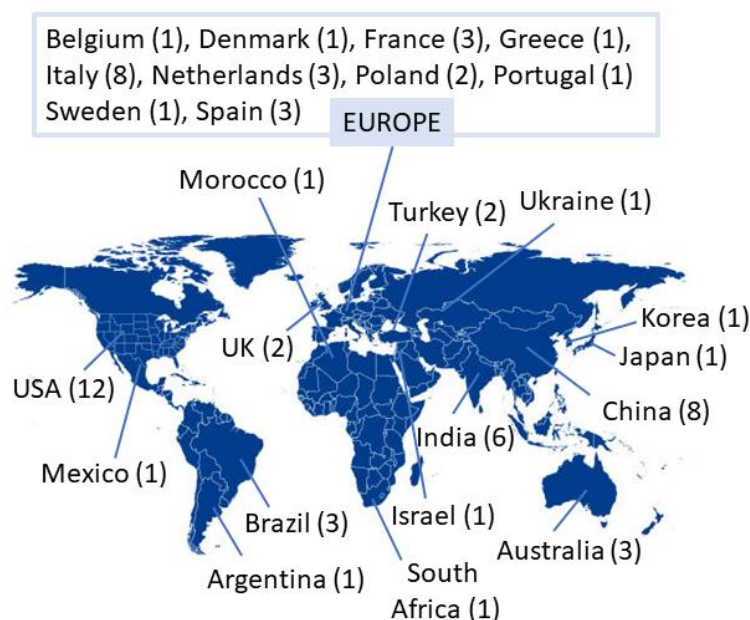 Belgium (1), Denmark (1), France (3), Greece (1),
Italy (8), Netherlands (3), Poland (2), Portugal (1)
Sweden (1), Spain (3)
EUROPE
Morocco (1)
Turkey (2)
Ukraine (1)
UK (2)
Korea (1)
Japan (1)
USA (12)
China (8)
India (6)
Mexico (1)
Brazil (3)
Israel (1)
Australia (3)
Argentina (1)
South
Africa (1)